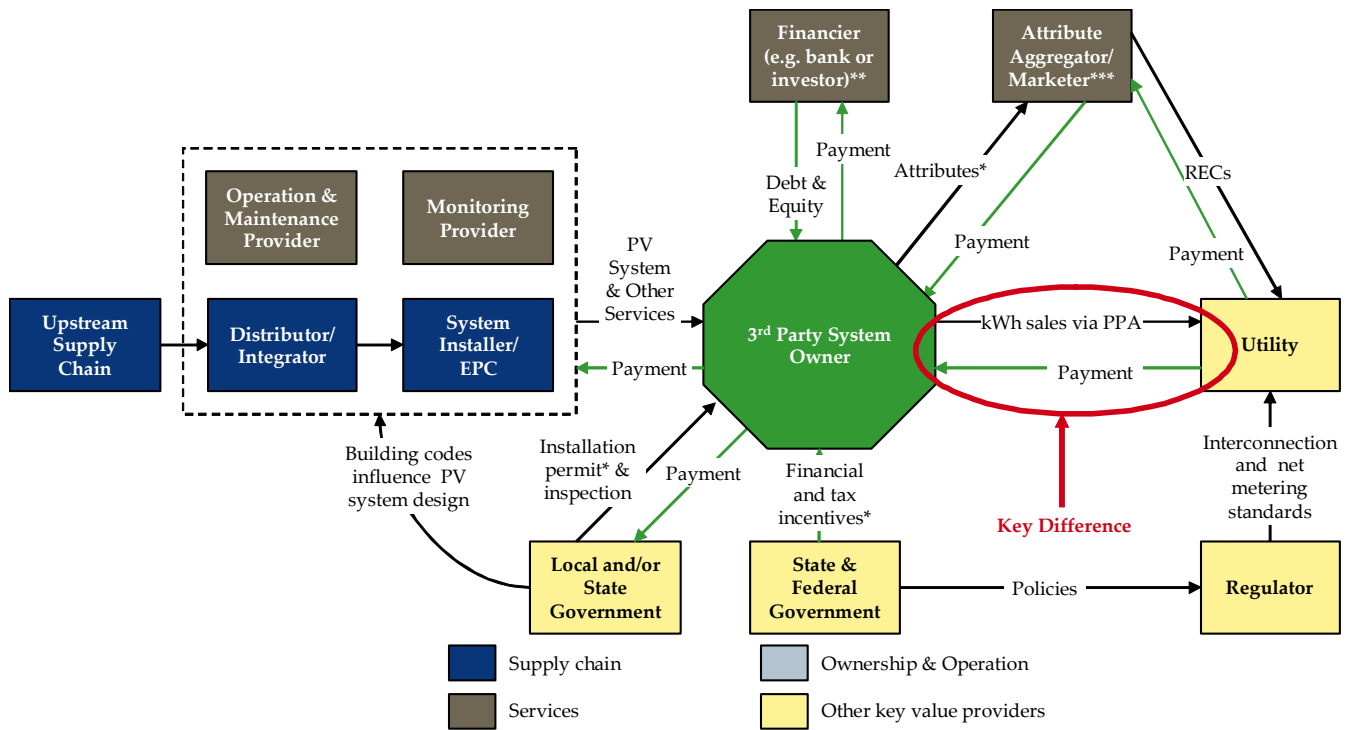 Financier
(e.g. bank or
investor)**
Attribute
Aggregator/
Marketer***
Payment
Attributes*
RECs
Debt &
Equity
Operation &
Maintenance
Provider
Monitoring
Provider
PV
System
& Other
Services
Payment
Payment
Upstream
Supply
Chain
Distributor/
Integrator
System
Installer/
EPC
3rd Party System
Owner
kWh sales via PPA
Utility
Payment
Payment
Building codes
influence PV
system design
Installation
permit* &
inspection
Payment
Financial
and tax
incentives*
Key Difference
Interconnection
and net
metering
standards
Local and/or
State
Government
State &
Federal
Government
Policies
Regulator
Supply chain
Ownership & Operation
Services
Other key value providers